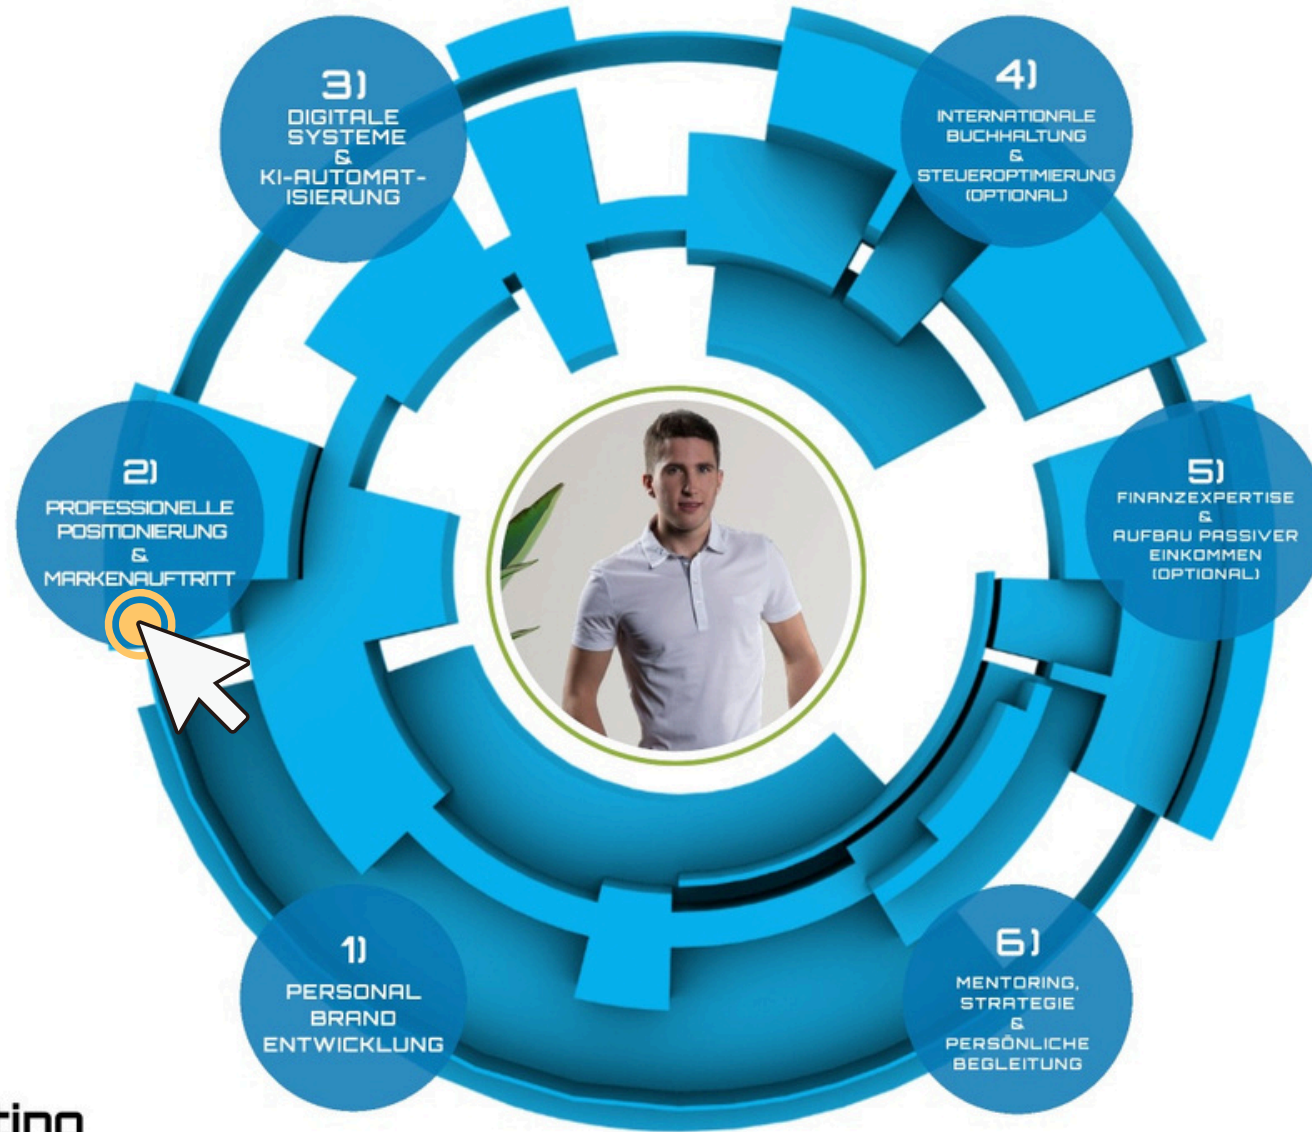 3)
DIGITALE
SYSTEME
&
KI-AUTOMAT-
ISIERUNG
4)
INTERNATIONALE
BUCHHALTUNG
&
STEUEROPTIMIERUNG
(OPTIONAL)
2)
PROFESSIONELLE
POSITIONIERUNG
&
MARKENAUFTRITT
5)
FINANZEXPERTISE
&
AUFBAU PASSIVER
EINKOMMEN
(OPTIONAL)
1)
PERSONAL
BRAND
ENTWICKLUNG
6)
MENTORING,
STRATEGIE
&
PERSÖNLICHE
BEGLEITUNG